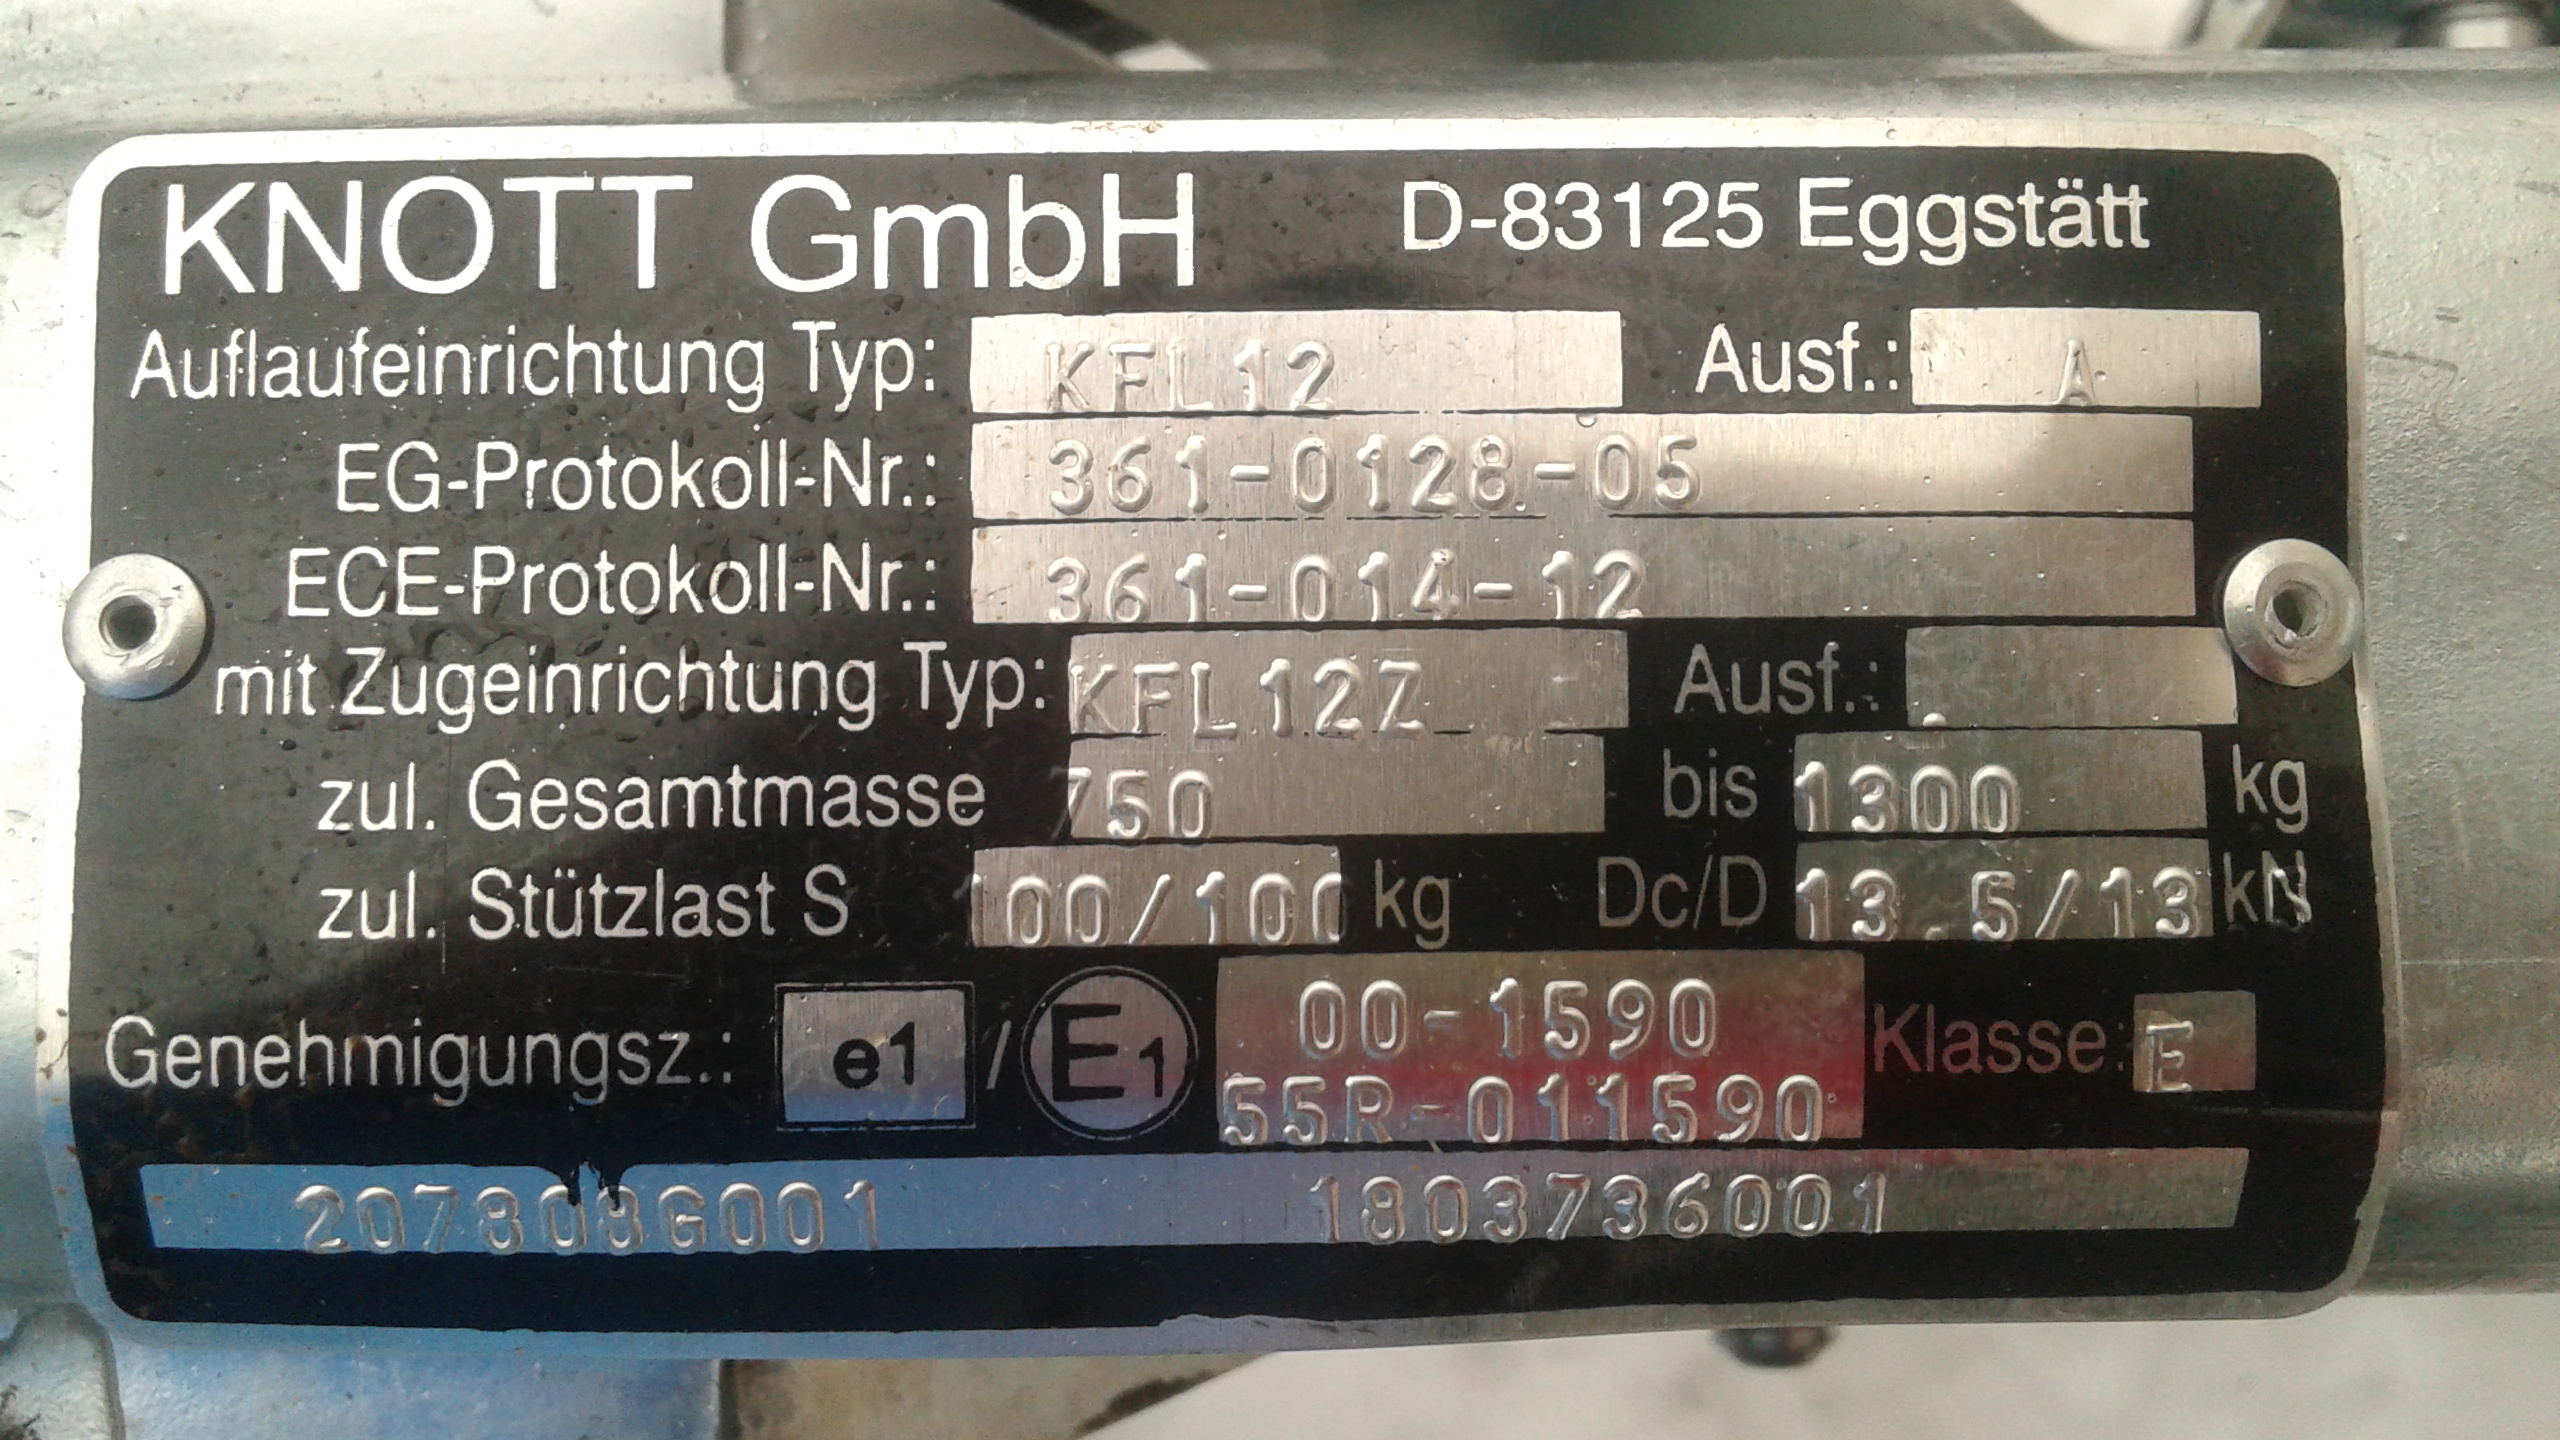 KNOTT GmbH D-83125 Eggstätt
Auflaufeinrichtung Typ: KFL12 Ausf.: A
EG-Protokoll-Nr.: 361-0128-05
ECE-Protokoll-Nr.: 361-014-12
mit Zugeinrichtung Typ: KFL12Z Ausf.:
zul. Gesamtmasse 750 bis 1300 kg
zul. Stützlast S 100/100 kg Dc/D 13.5/13 kN
Genehmigungsz.: e1 / E1 00-1590 Klasse: E
55R-011590
207808G001 1803736001